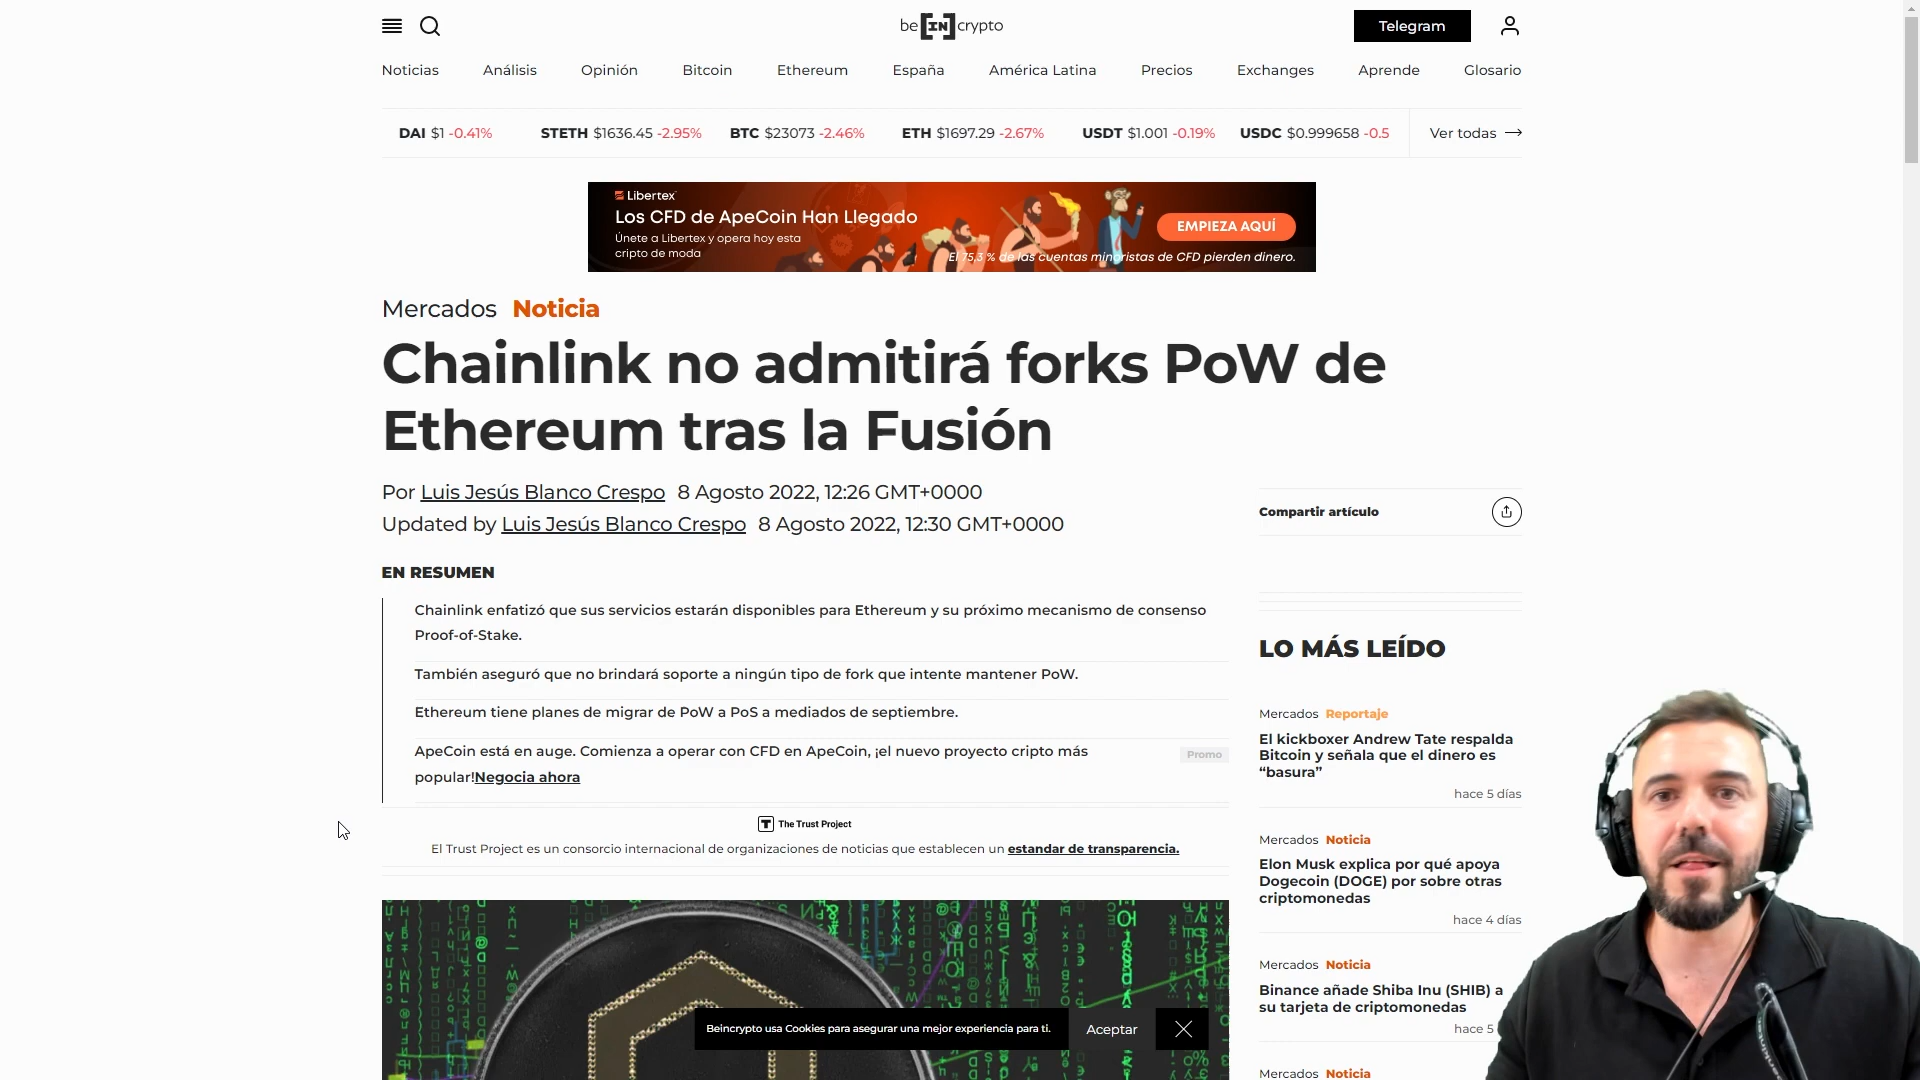 be[IN]crypto
Telegram
Noticias Análisis Opinión Bitcoin Ethereum España América Latina Precios Exchanges Aprende Glosario
DAI $1 -0.41% STETH $1636.45 -2.95% BTC $23073 -2.46% ETH $1697.29 -2.67% USDT $1.001 -0.19% USDC $0.999658 -0.5 Ver todas →
Libertex
Los CFD de ApeCoin Han Llegado
Únete a Libertex y opera hoy esta
cripto de moda
EMPIEZA AQUÍ
El 75,3 % de las cuentas minoristas de CFD pierden dinero.
Mercados Noticia
Chainlink no admitirá forks PoW de
Ethereum tras la Fusión
Por Luis Jesús Blanco Crespo 8 Agosto 2022, 12:26 GMT+0000
Updated by Luis Jesús Blanco Crespo 8 Agosto 2022, 12:30 GMT+0000
EN RESUMEN
Chainlink enfatizó que sus servicios estarán disponibles para Ethereum y su próximo mecanismo de consenso
Proof-of-Stake.
También aseguró que no brindará soporte a ningún tipo de fork que intente mantener PoW.
Ethereum tiene planes de migrar de PoW a PoS a mediados de septiembre.
ApeCoin está en auge. Comienza a operar con CFD en ApeCoin, ¡el nuevo proyecto cripto más
popular!Negocia ahora
Promo
The Trust Project
El Trust Project es un consorcio internacional de organizaciones de noticias que establecen un estandar de transparencia.
Beincrypto usa Cookies para asegurar una mejor experiencia para ti. Aceptar
Compartir artículo
LO MÁS LEÍDO
Mercados Reportaje
El kickboxer Andrew Tate respalda
Bitcoin y señala que el dinero es
“basura”
hace 5 días
Mercados Noticia
Elon Musk explica por qué apoya
Dogecoin (DOGE) por sobre otras
criptomonedas
hace 4 días
Mercados Noticia
Binance añade Shiba Inu (SHIB) a
su tarjeta de criptomonedas
hace 5
Mercados Noticia